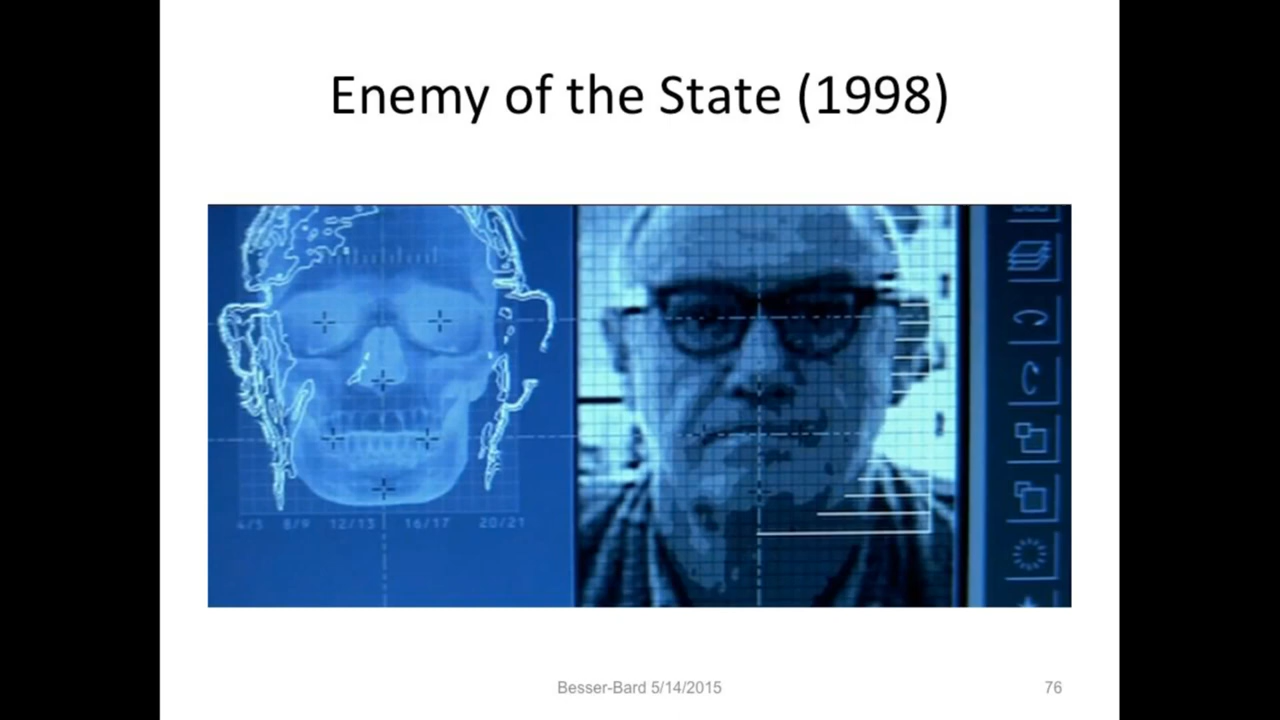 Enemy of the State (1998)
4/5 8/9 12/13 16/17 20/21
Besser-Bard 5/14/2015
76